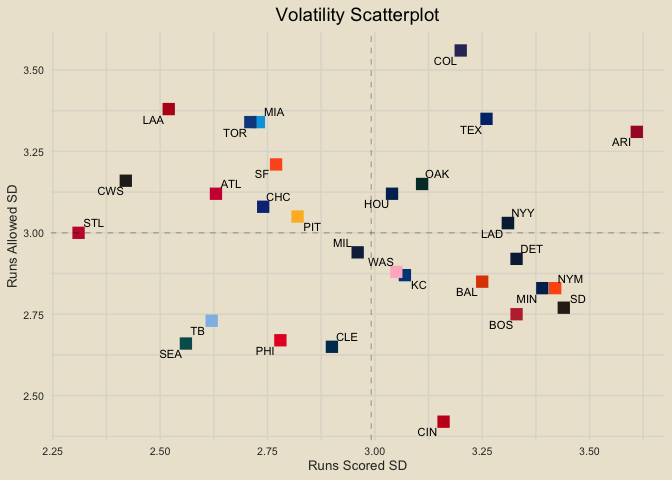 Volatility Scatterplot
COL
3.50
LAA
MIA
TOR
TEX
ARI
3.25
SF
OAK
CWS
ATL
CHC
HOU
STL
PIT
NYY
3.00
LAD
MIL
DET
WAS
KC
BAL
NYM
MIN
SD
2.75
TB
BOS
SEA
PHI
CLE
2.50
CIN
Runs Allowed SD
2.25
2.50
2.75
3.00
3.25
3.50
Runs Scored SD